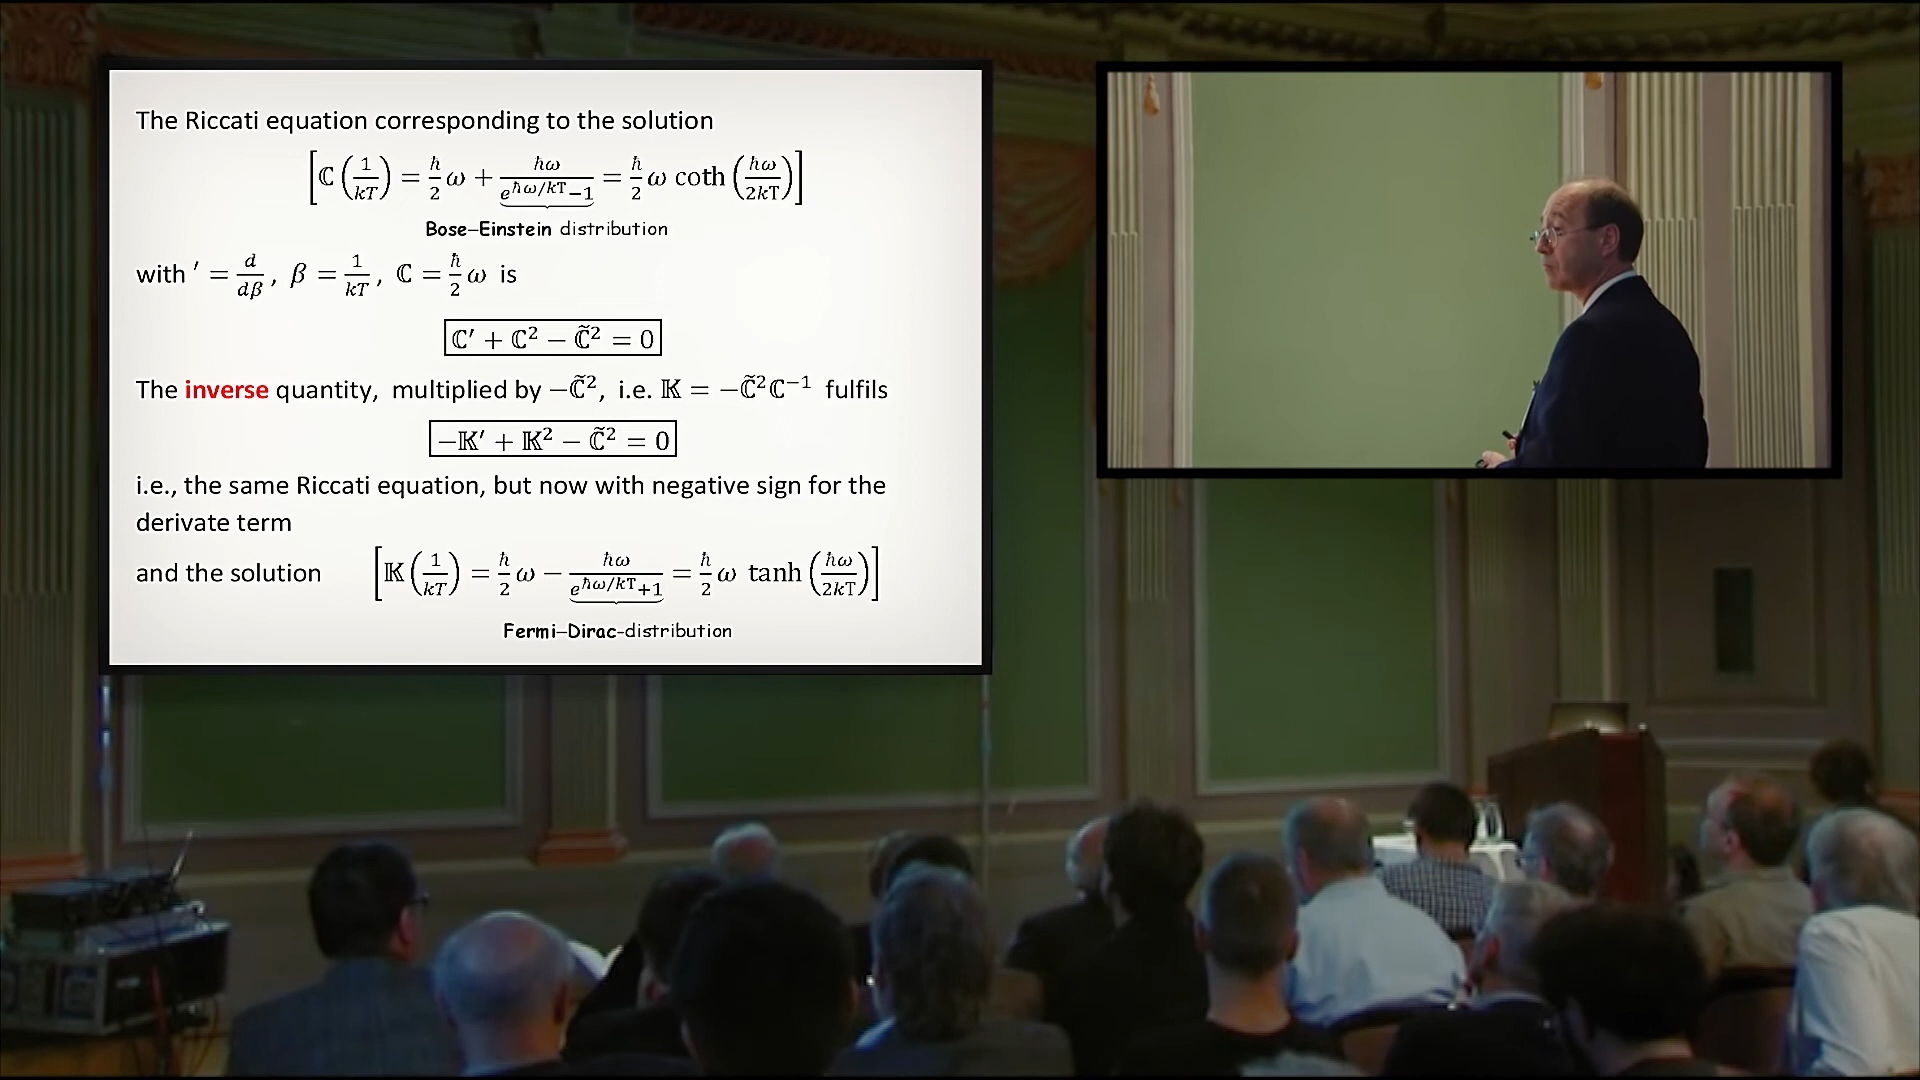 The Riccati equation corresponding to the solution
[ℂ(1/kT) = ħ/2 ω + ħω/(e^{ħω/kT}−1) = ħ/2 ω coth(ħω/2kT)]
Bose–Einstein distribution
with ′ = d/dβ, β = 1/kT, ℂ = ħ/2 ω is
ℂ′ + ℂ² − ℂ̃² = 0
The inverse quantity, multiplied by −ℂ̃², i.e. 𝕂 = −ℂ̃²ℂ⁻¹ fulfils
−𝕂′ + 𝕂² − ℂ̃² = 0
i.e., the same Riccati equation, but now with negative sign for the
derivate term
and the solution [𝕂(1/kT) = ħ/2 ω − ħω/(e^{ħω/kT}+1) = ħ/2 ω tanh(ħω/2kT)]
Fermi–Dirac-distribution